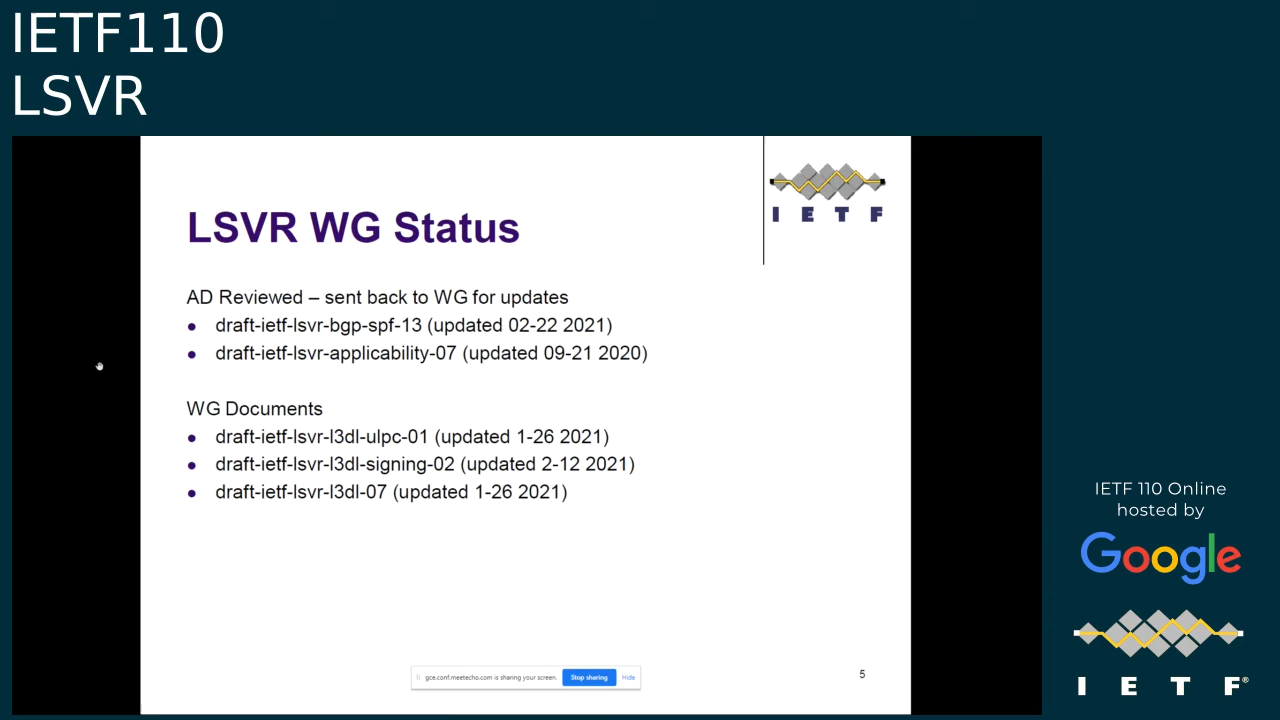 IETF110
LSVR
I E T F
LSVR WG Status
AD Reviewed – sent back to WG for updates
● draft-ietf-lsvr-bgp-spf-13 (updated 02-22 2021)
● draft-ietf-lsvr-applicability-07 (updated 09-21 2020)
WG Documents
● draft-ietf-lsvr-l3dl-ulpc-01 (updated 1-26 2021)
● draft-ietf-lsvr-l3dl-signing-02 (updated 2-12 2021)
● draft-ietf-lsvr-l3dl-07 (updated 1-26 2021)
gce.conf.meetecho.com is sharing your screen. Stop sharing Hide
5
IETF 110 Online
hosted by
Google
I E T F®